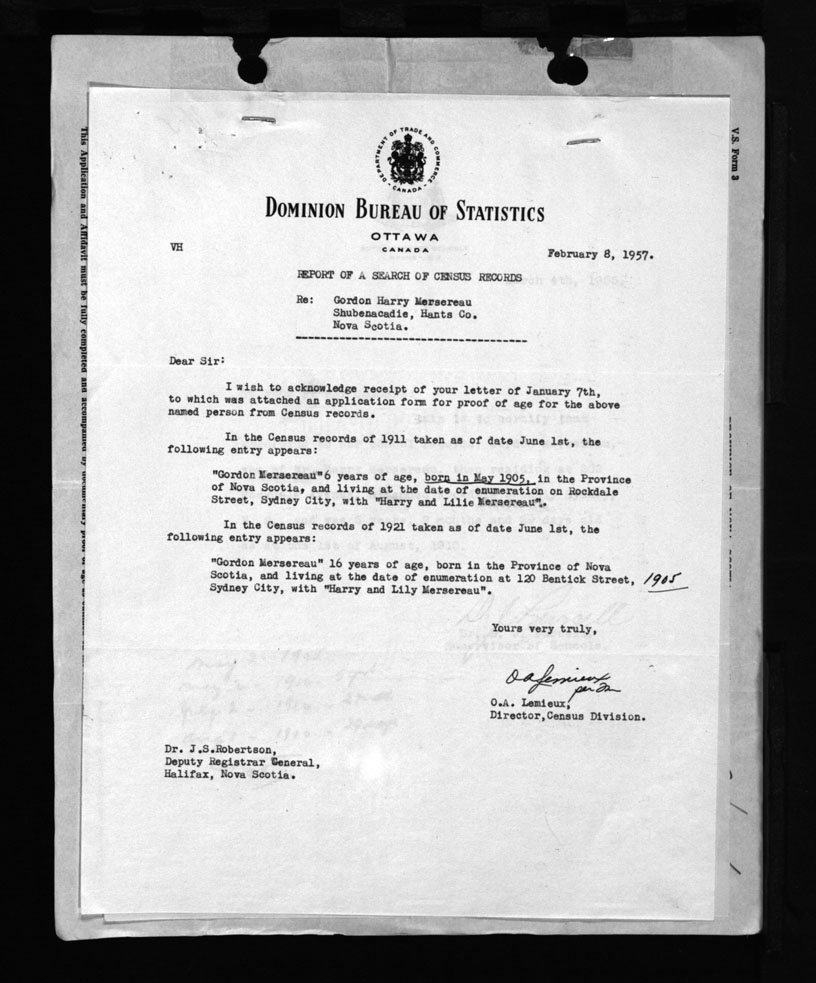 DEPARTMENT OF TRADE AND COMMERCE
- CANADA -
DOMINION BUREAU OF STATISTICS
OTTAWA
CANADA
VH
February 8, 1957.
REPORT OF A SEARCH OF CENSUS RECORDS
Re: Gordon Harry Mersereau
Shubenacadie, Hants Co.
Nova Scotia.
Dear Sir:
I wish to acknowledge receipt of your letter of January 7th,
to which was attached an application form for proof of age for the above
named person from Census records.
In the Census records of 1911 taken as of date June 1st, the
following entry appears:
"Gordon Mersereau"6 years of age, born in May 1905, in the Province
of Nova Scotia, and living at the date of enumeration on Rockdale
Street, Sydney City, with "Harry and Lilie Mersereau".
In the Census records of 1921 taken as of date June 1st, the
following entry appears:
"Gordon Mersereau" 16 years of age, born in the Province of Nova
Scotia, and living at the date of enumeration at 120 Bentick Street, 1905
Sydney City, with "Harry and Lily Mersereau".
Yours very truly,
O A Lemieux
per
O.A. Lemieux,
Director,Census Division.
Dr. J.S.Robertson,
Deputy Registrar General,
Halifax, Nova Scotia.
This Application and Affidavit must be fully completed and accompanied by
V.S. Form 3